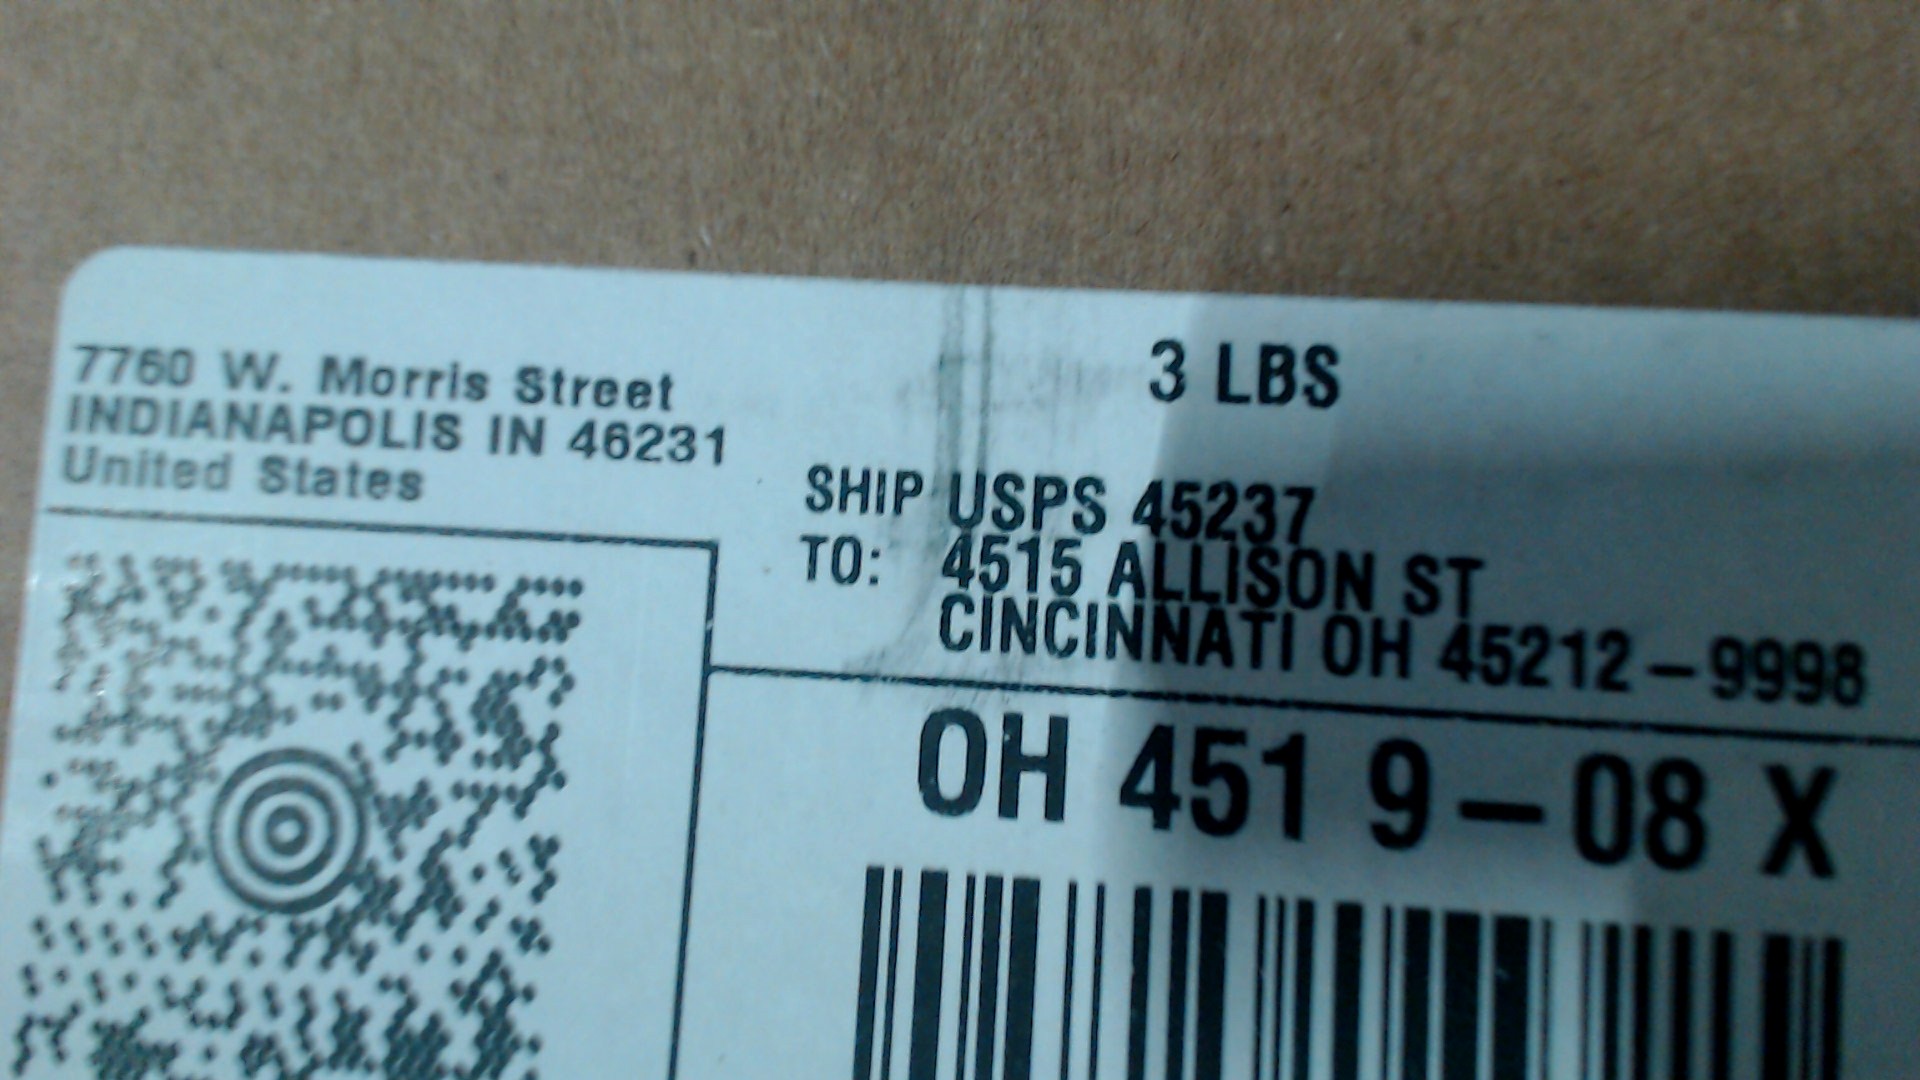 7760 W. Morris Street
INDIANAPOLIS IN 46231
United States
3 LBS
SHIP TO: USPS 45237
4515 ALLISON ST
CINCINNATI OH 45212-9998
OH 451 9-08 X